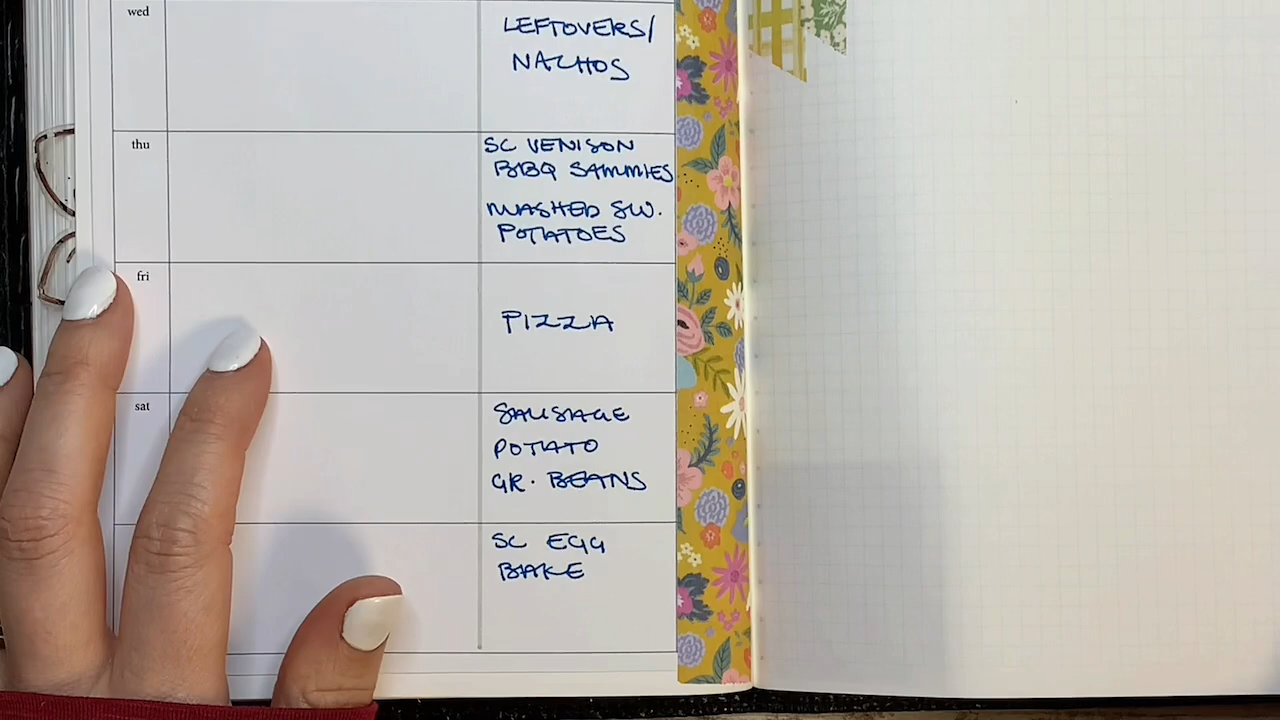 wed
LEFTOVERS/
NACHOS
thu
SC VENISON
BBQ SAMMIES
MASHED SW.
POTATOES
fri
PIZZA
sat
SAUSAGE
POTATO
GR. BEANS
SC EGG
BAKE